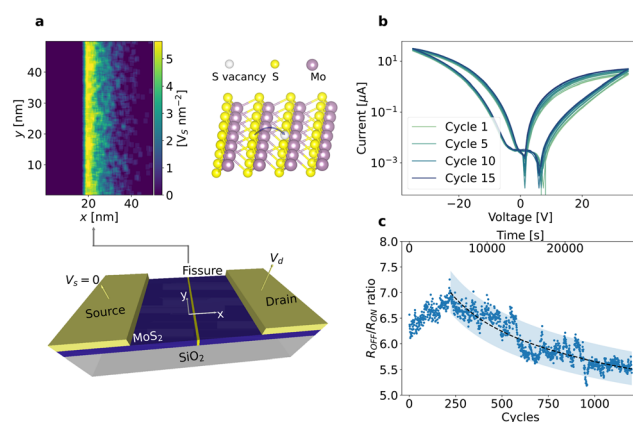 a
50
40
30
20
10
y [nm]
20
40
x [nm]
5
4
3
2
1
0
[V_S nm⁻²]
S vacancy
S
Mo
V_s = 0
Source
Fissure
V_d
Drain
y
x
MoS₂
SiO₂
b
10¹
10⁻¹
10⁻³
Current [μA]
Cycle 1
Cycle 5
Cycle 10
Cycle 15
−20
0
20
Voltage [V]
c
Time [s]
0
10000
20000
8.0
7.5
7.0
6.5
6.0
5.5
5.0
R_OFF/R_ON ratio
0
250
500
750
1000
Cycles